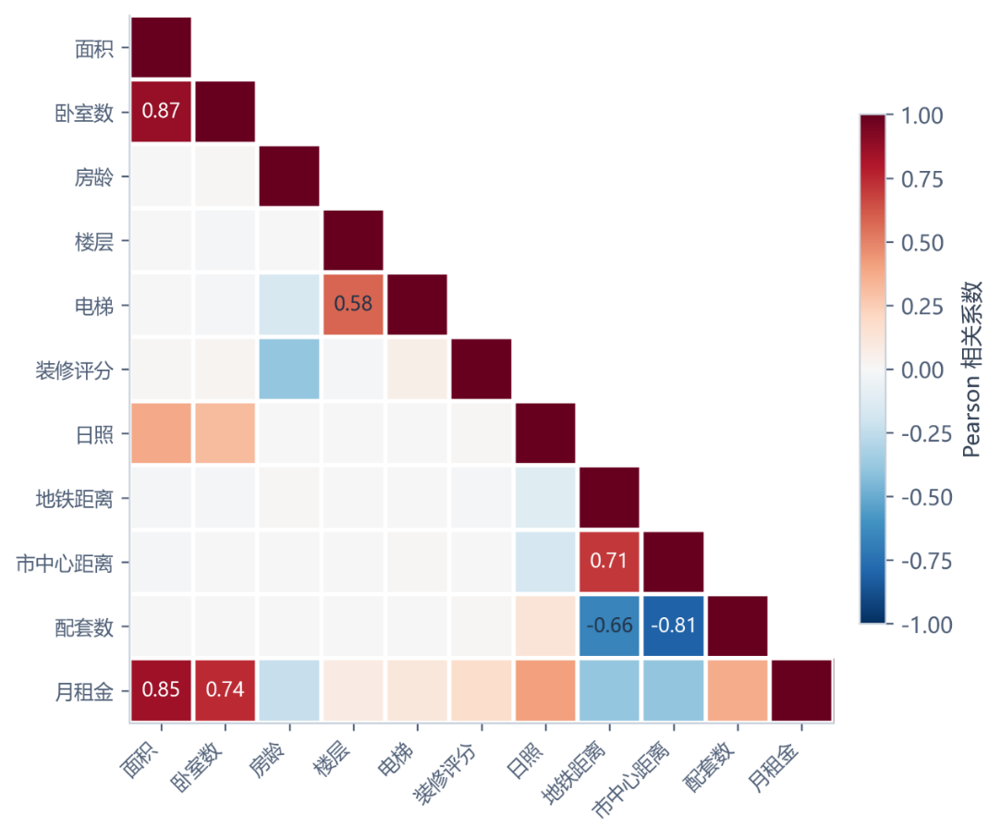 面积
卧室数 0.87
房龄
楼层
电梯 0.58
装修评分
日照
地铁距离
市中心距离 0.71
配套数 -0.66 -0.81
月租金 0.85 0.74
面积 卧室数 房龄 楼层 电梯 装修评分 日照 地铁距离 市中心距离 配套数 月租金
1.00
0.75
0.50
0.25
0.00
-0.25
-0.50
-0.75
-1.00
Pearson 相关系数